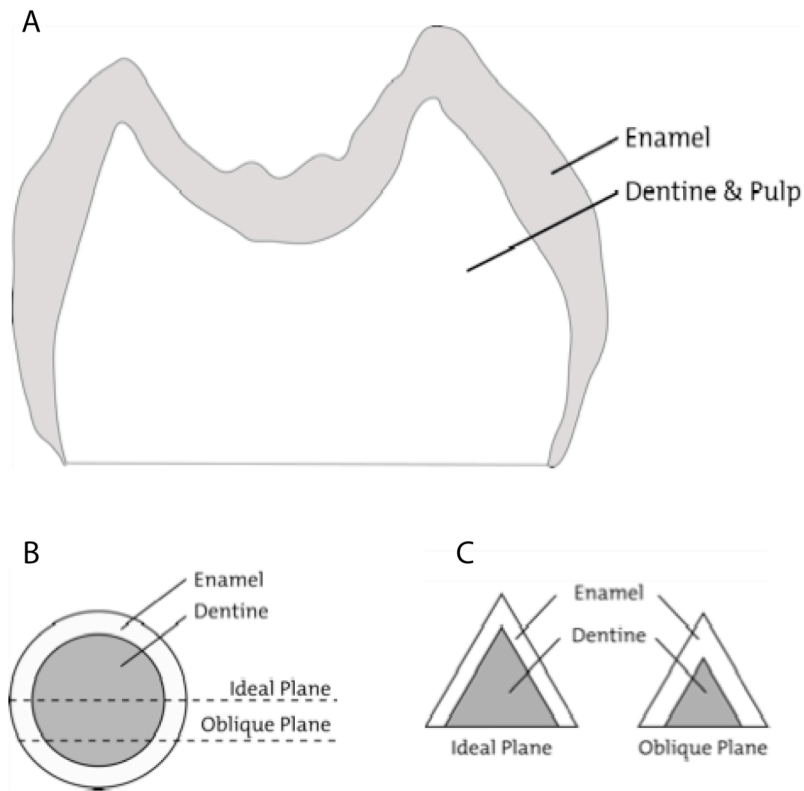 A
Enamel
Dentine & Pulp
B
Enamel
Dentine
Ideal Plane
Oblique Plane
C
Enamel
Dentine
Ideal Plane
Oblique Plane